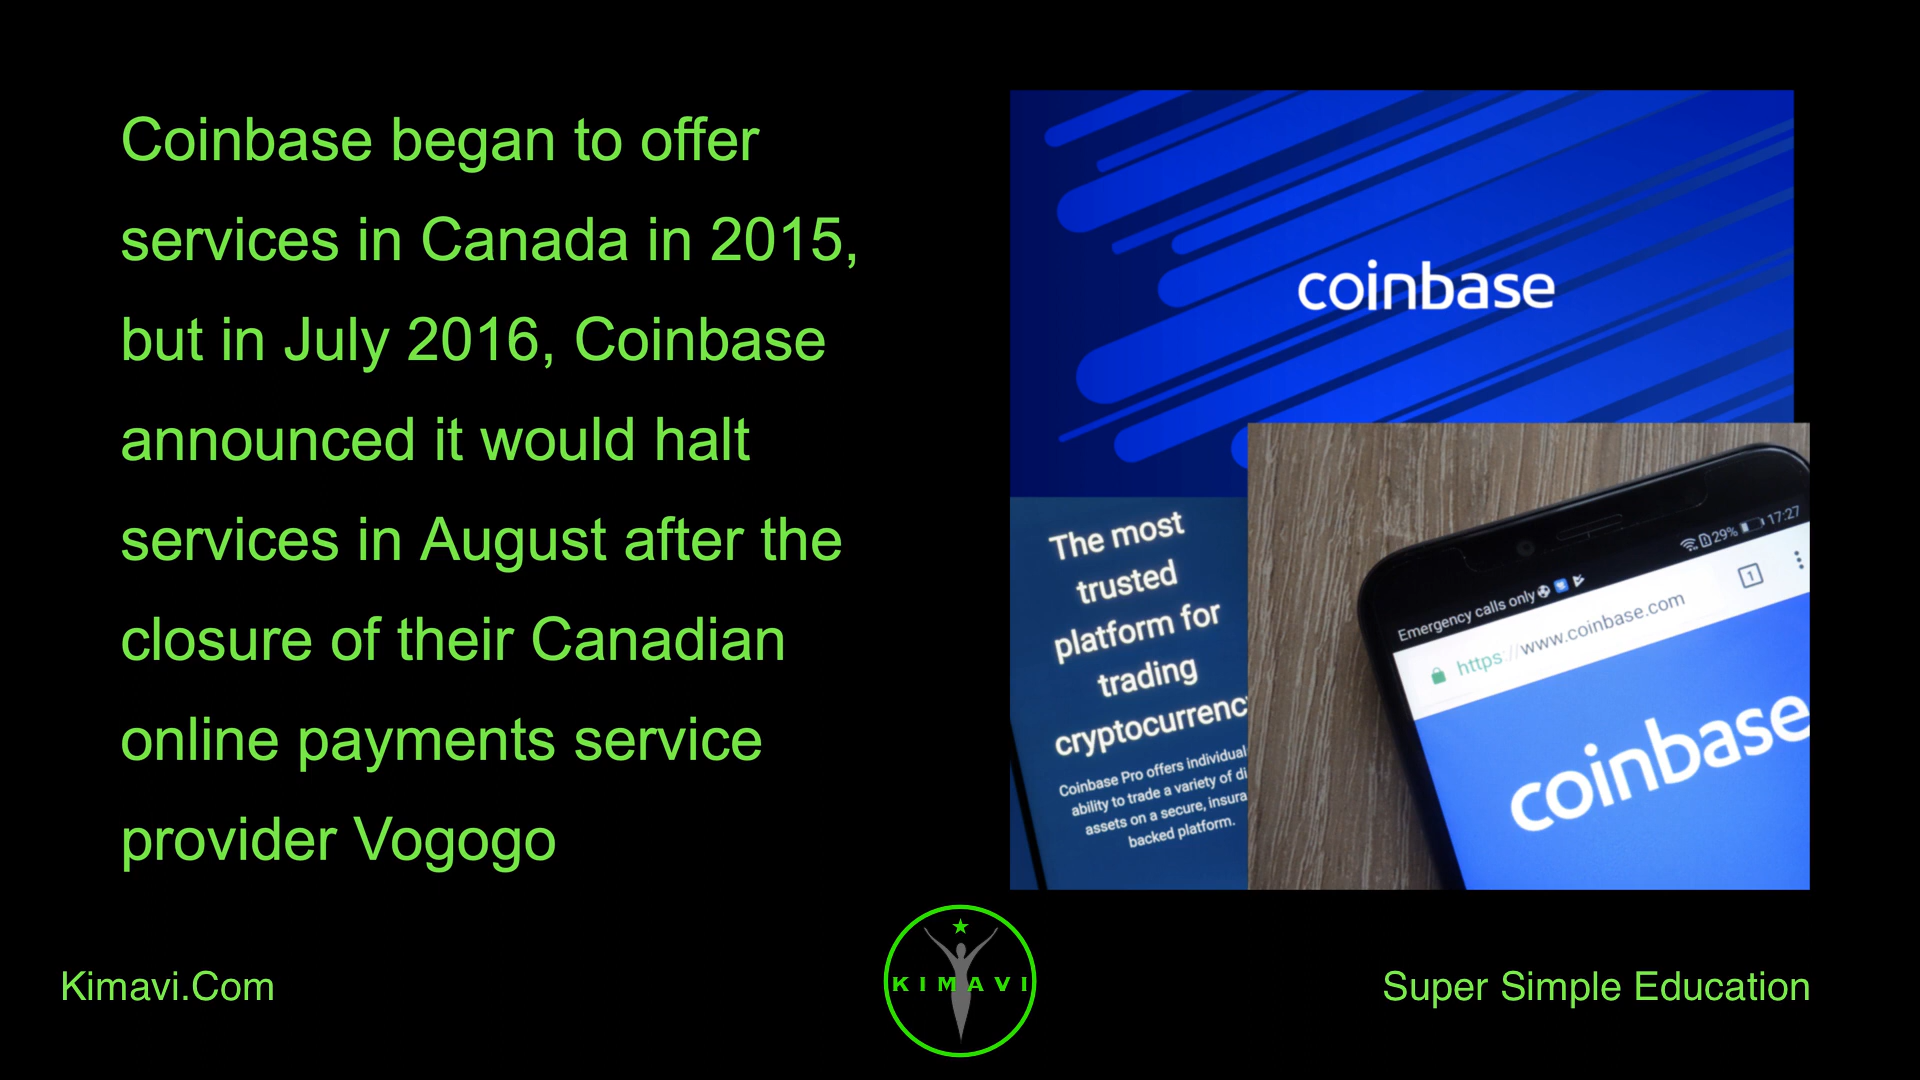 Coinbase began to offer
services in Canada in 2015,
but in July 2016, Coinbase
announced it would halt
services in August after the
closure of their Canadian
online payments service
provider Vogogo
coinbase
The most
trusted
platform for
trading
Coinbase Pro offers
ability to trade a variety of
assets on a secure,
backed platform.
Emergency calls only 29% 17:27
https://www.coinbase.com 1
coinbase
Kimavi.Com
KIMAVI
Super Simple Education